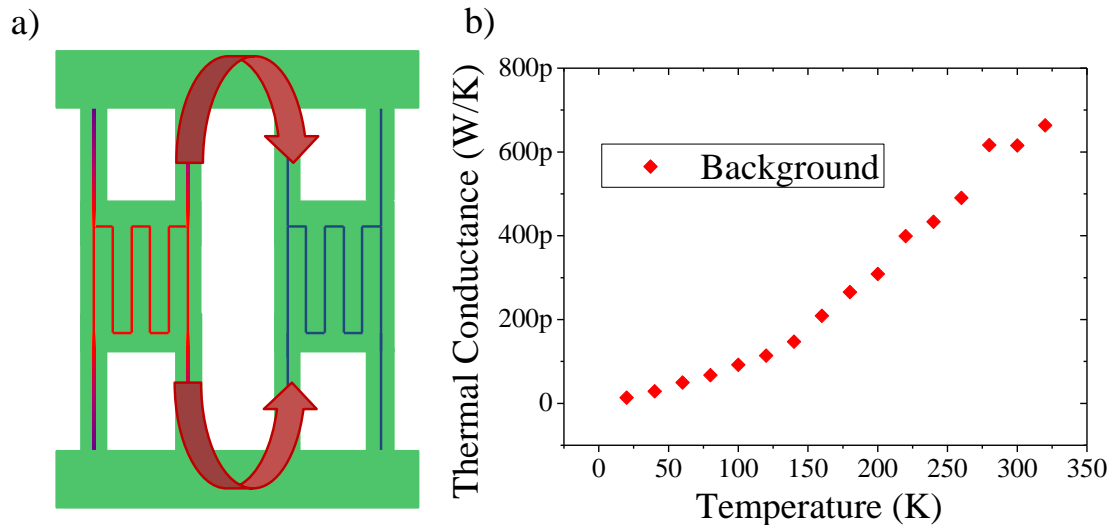 a)
b)
Thermal Conductance (W/K)
800p
600p
400p
200p
0
Background
0 50 100 150 200 250 300 350
Temperature (K)